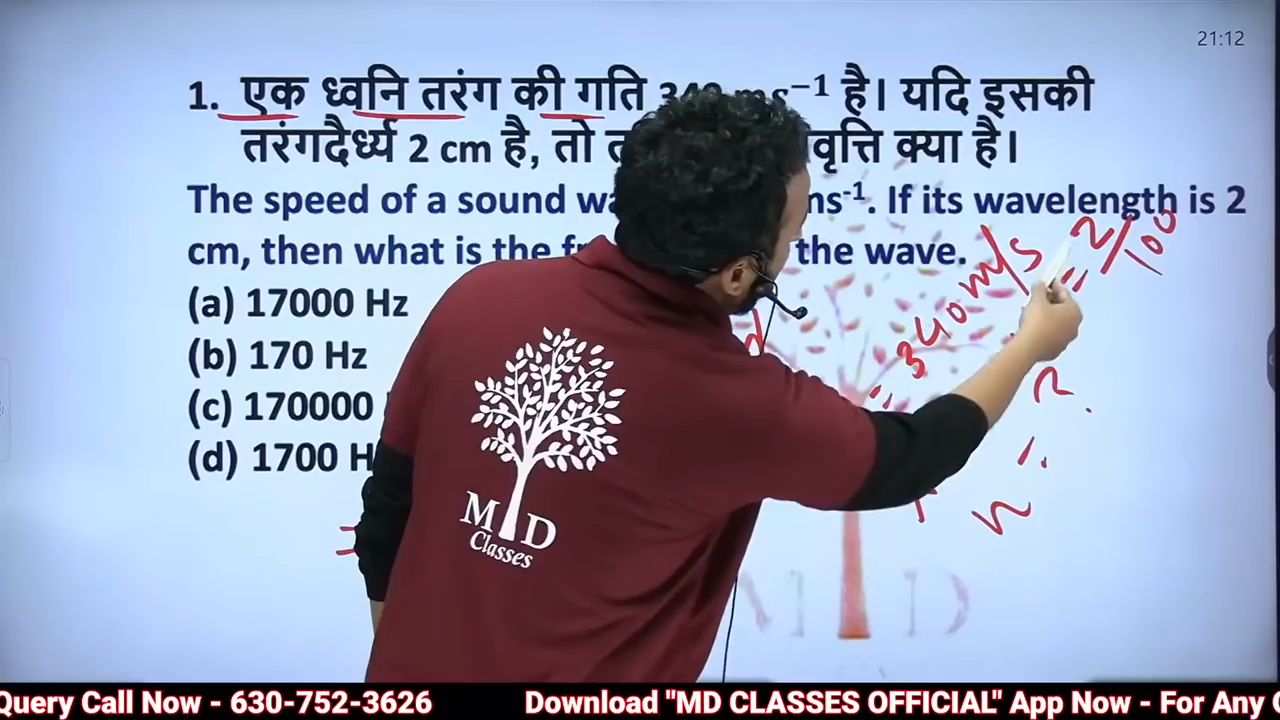 21:12
1. एक ध्वनि तरंग की गति है। यदि इसकी
तरंगदैर्ध्य 2 cm है, तो क्या है।
The speed of a sound ms-1. If its wavelength is 2
cm, then what is the the wave.
(a) 17000 Hz
(b) 170 Hz
(c) 170000
(d) 1700 H
= 340 m/s
= 2/100
n = ?
MD
Classes
M D
Query Call Now - 630-752-3626 Download "MD CLASSES OFFICIAL" App Now - For Any